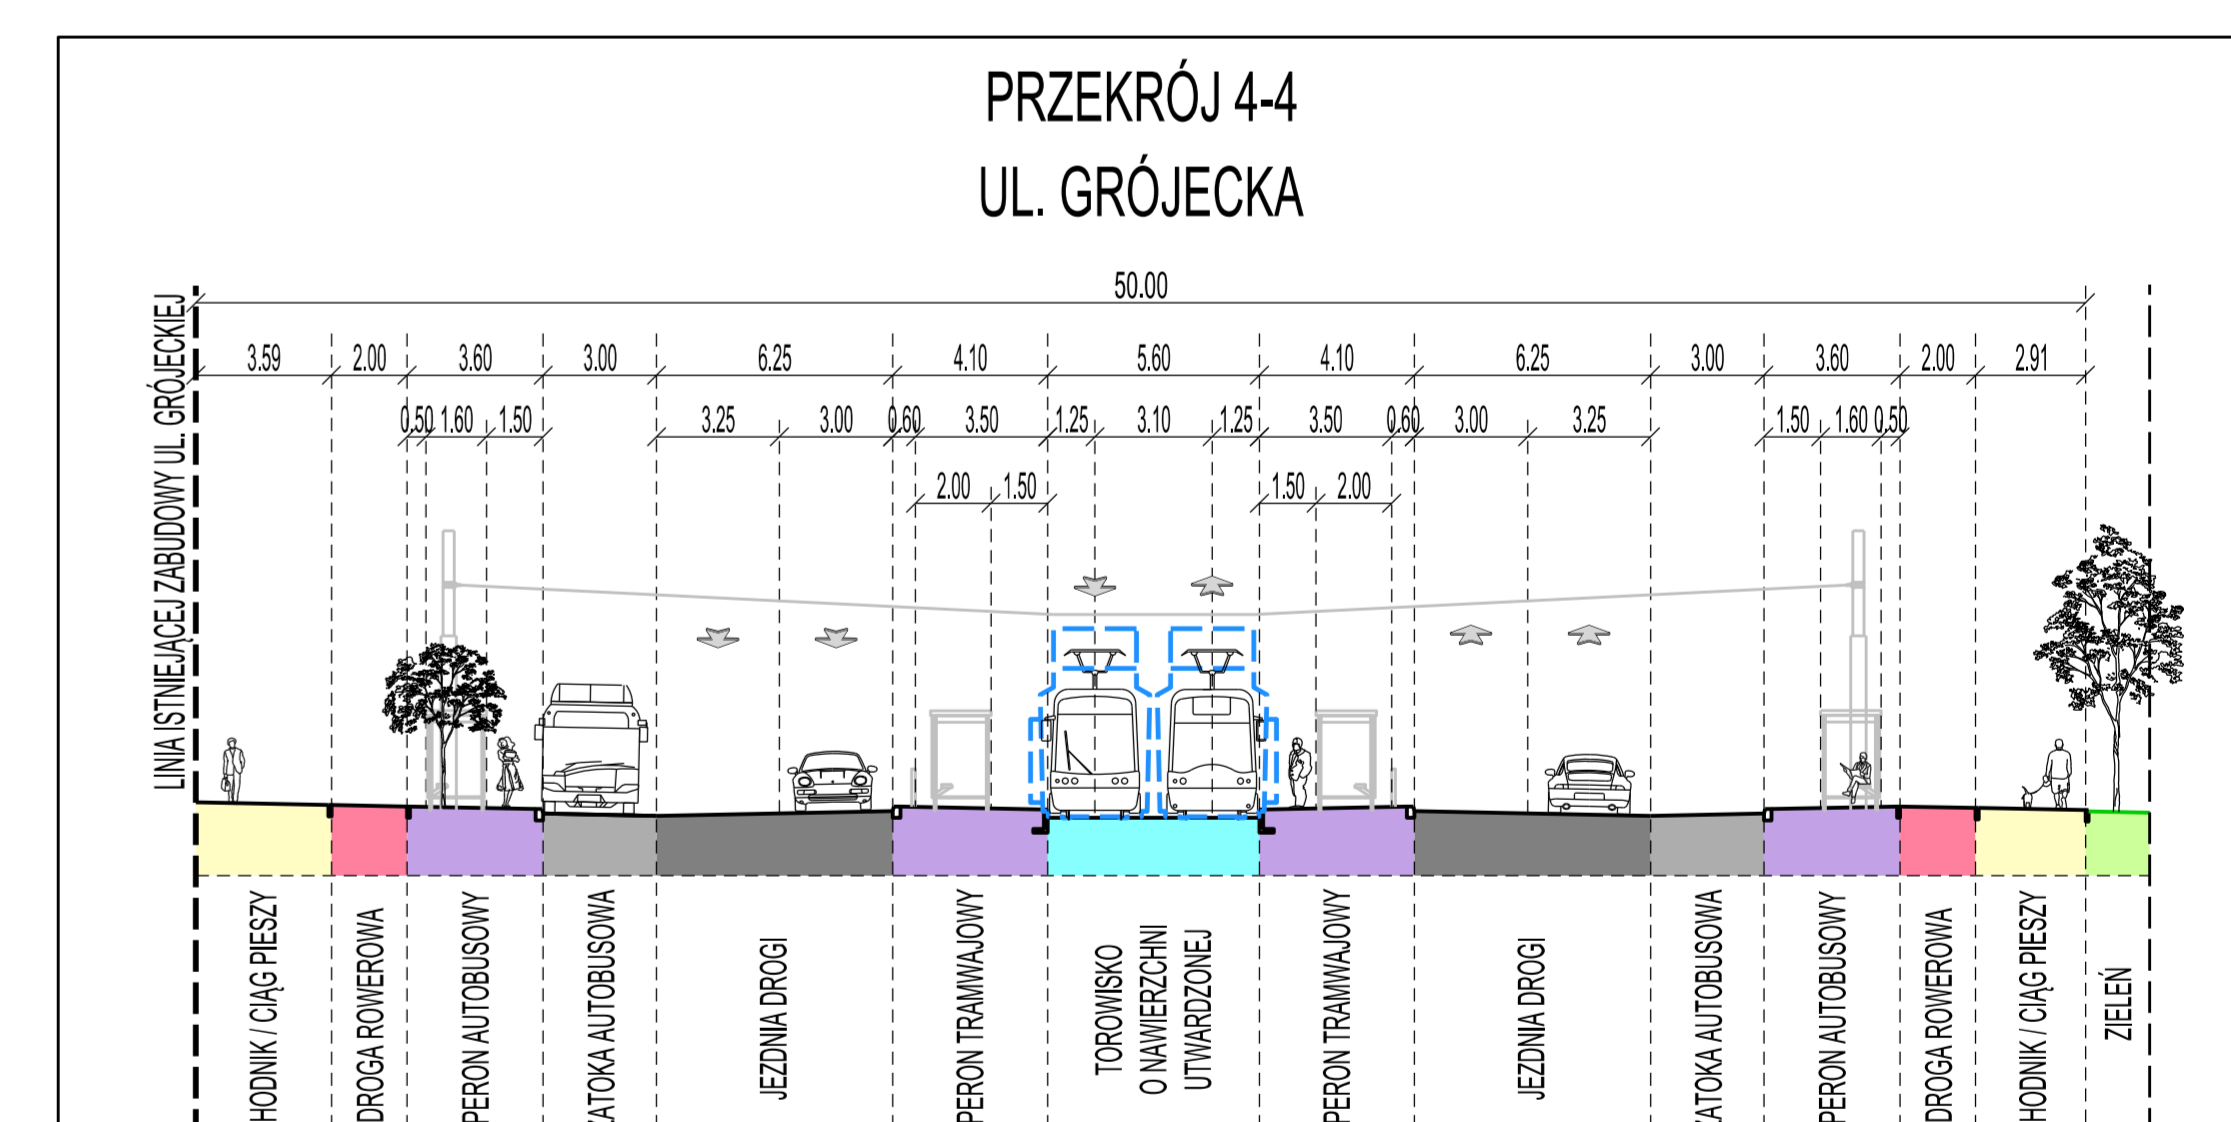 PRZEKRÓJ 4-4
UL. GRÓJECKA
50.00
3.59 2.00 3.60 3.00 6.25 4.10 5.60 4.10 6.25 3.00 3.60 2.00 2.91
0.50 1.60 1.50 3.25 3.00 0.60 3.50 1.25 3.10 1.25 3.50 0.60 3.00 3.25 1.50 1.60 0.50
2.00 1.50 1.50 2.00
LINIA ISTNIEJĄCEJ ZABUDOWY UL. GRÓJECKIEJ
HODNIK / CIĄG PIESZY
DROGA ROWEROWA
PERON AUTOBUSOWY
ZATOKA AUTOBUSOWA
JEZDNIA DROGI
PERON TRAMWAJOWY
TOROWISKO
O NAWIERZCHNI
UTWARDZONEJ
PERON TRAMWAJOWY
JEZDNIA DROGI
ZATOKA AUTOBUSOWA
PERON AUTOBUSOWY
DROGA ROWEROWA
HODNIK / CIĄG PIESZY
ZIELEŃ